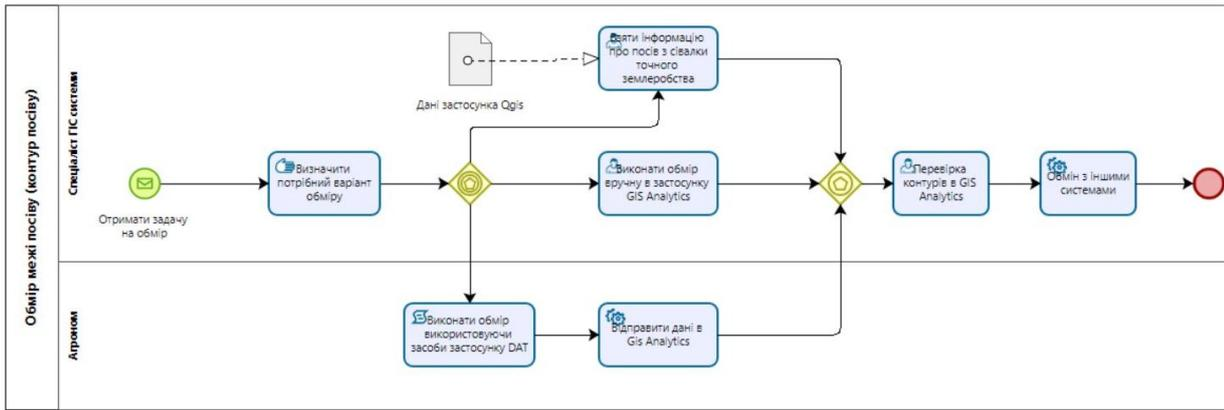 Обмір межі посіву (контур посіву)
Спеціаліст ГІС системи
Отримати задачу
на обмір
Визначити
потрібний варіант
обміру
Дані застосунка Qgis
Взяти інформацію
про посів з сівалки
точного
землеробства
Виконати обмір
вручну в застосунку
GIS Analytics
Перевірка
контурів в GIS
Analytics
Обмін з іншими
системами
Агроном
Виконати обмір
використовуючи
засоби застосунку DAT
Відправити дані в
Gis Analytics